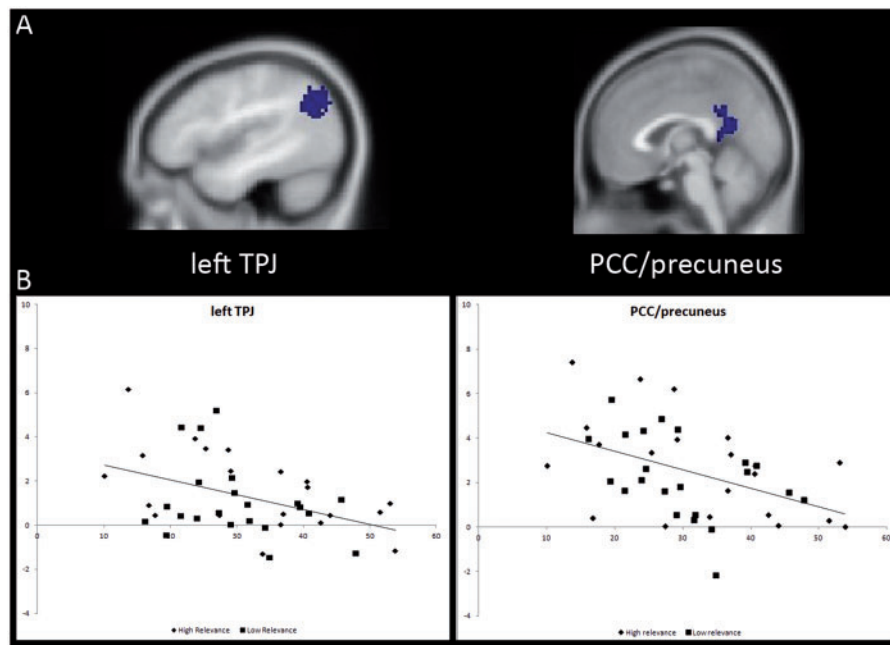 A
left TPJ PCC/precuneus
B
left TPJ
10
8
6
4
2
0
-2
-4
0 10 20 30 40 50 60
High Relevance Low Relevance
PCC/precuneus
10
8
6
4
2
0
-2
-4
0 10 20 30 40 50 60
High relevance Low relevance